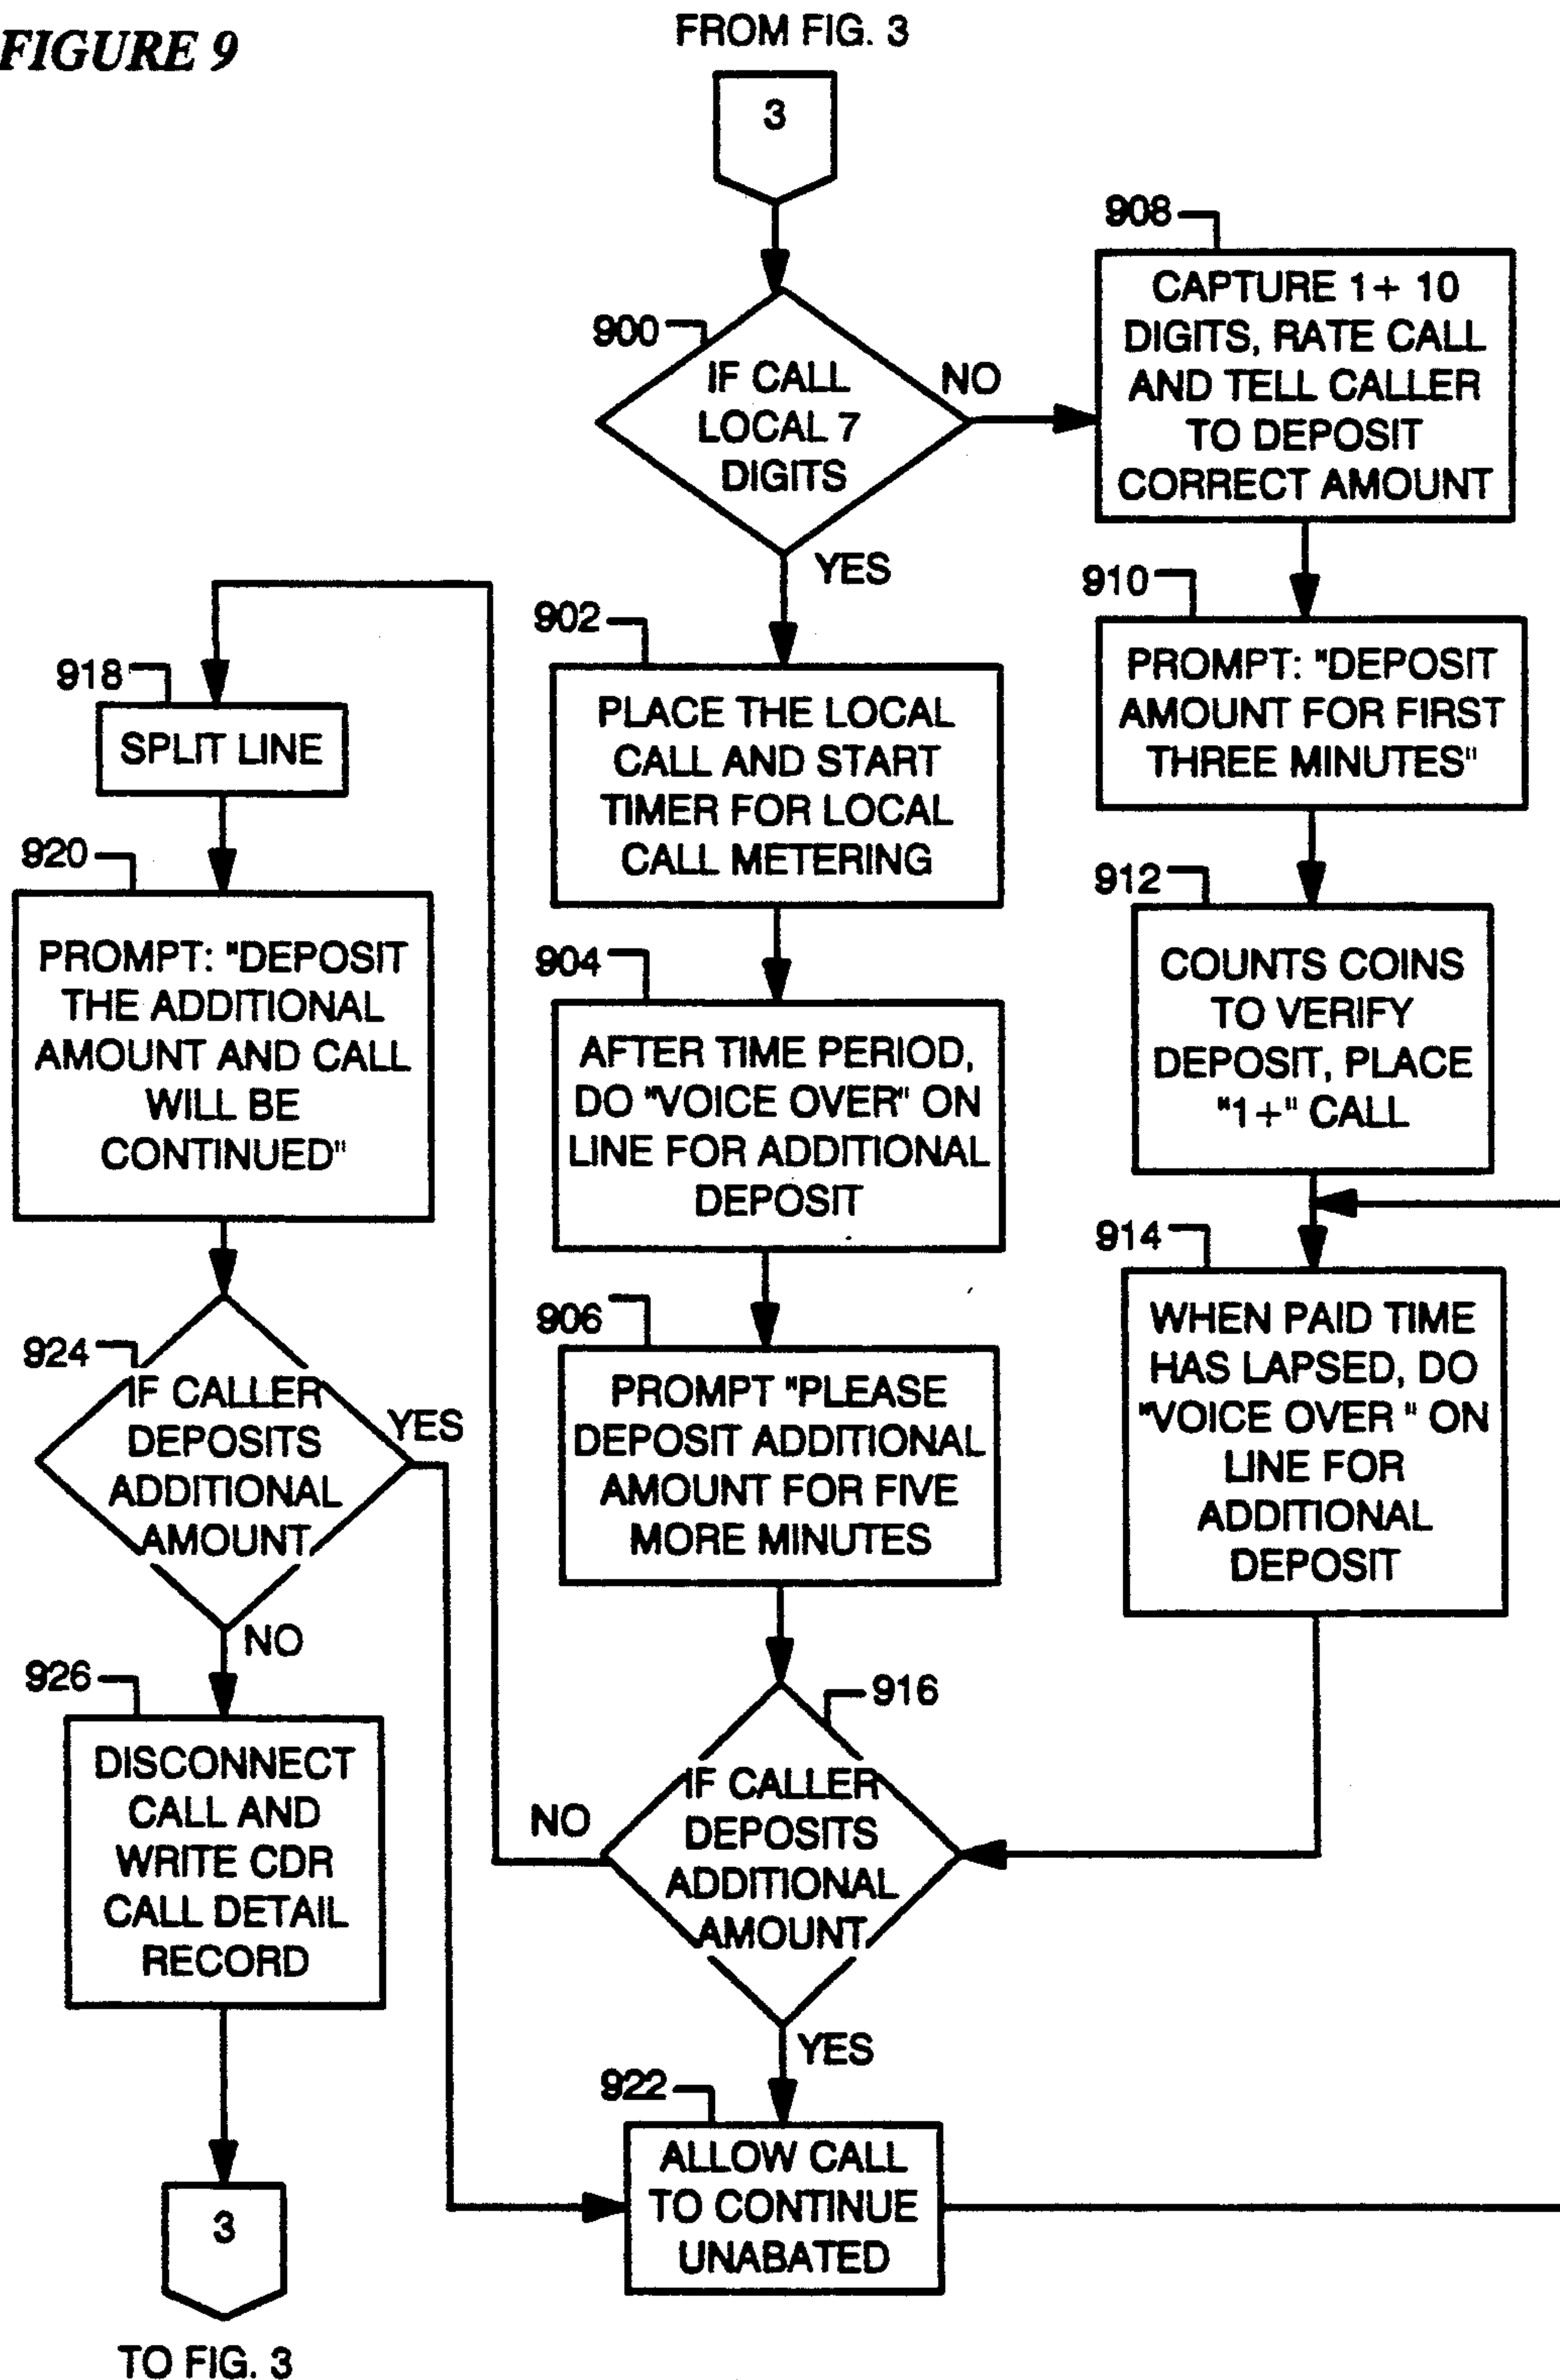 FIGURE 9
FROM FIG. 3
3
900
IF CALL
LOCAL 7
DIGITS
NO
YES
908
CAPTURE 1+ 10
DIGITS, RATE CALL
AND TELL CALLER
TO DEPOSIT
CORRECT AMOUNT
910
PROMPT: "DEPOSIT
AMOUNT FOR FIRST
THREE MINUTES"
912
COUNTS COINS
TO VERIFY
DEPOSIT, PLACE
"1+" CALL
914
WHEN PAID TIME
HAS LAPSED, DO
"VOICE OVER " ON
LINE FOR
ADDITIONAL
DEPOSIT
902
PLACE THE LOCAL
CALL AND START
TIMER FOR LOCAL
CALL METERING
904
AFTER TIME PERIOD,
DO "VOICE OVER" ON
LINE FOR ADDITIONAL
DEPOSIT
906
PROMPT "PLEASE
DEPOSIT ADDITIONAL
AMOUNT FOR FIVE
MORE MINUTES
916
IF CALLER
DEPOSITS
ADDITIONAL
AMOUNT
NO
YES
922
ALLOW CALL
TO CONTINUE
UNABATED
918
SPLIT LINE
920
PROMPT: "DEPOSIT
THE ADDITIONAL
AMOUNT AND CALL
WILL BE
CONTINUED"
924
IF CALLER
DEPOSITS
ADDITIONAL
AMOUNT
YES
NO
926
DISCONNECT
CALL AND
WRITE CDR
CALL DETAIL
RECORD
3
TO FIG. 3